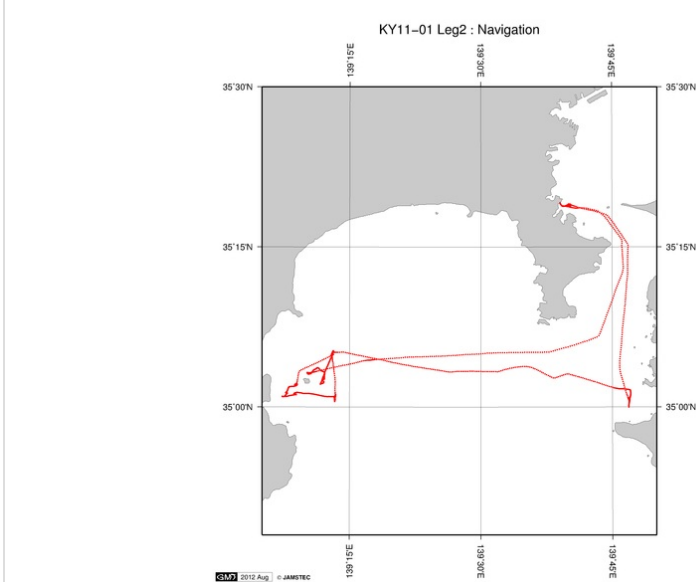 KY11−01 Leg2 : Navigation
139˚15'E 139˚30'E 139˚45'E
35˚30'N 35˚30'N
35˚15'N 35˚15'N
35˚00'N 35˚00'N
139˚15'E 139˚30'E 139˚45'E
GMD 2012 Aug © JAMSTEC